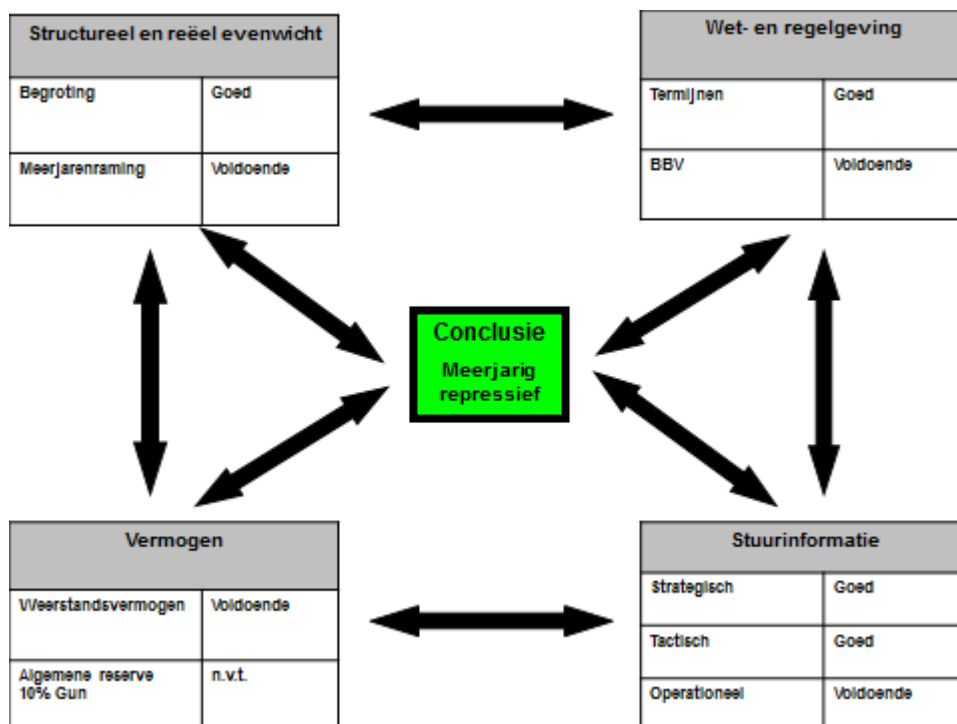 Structureel en reëel evenwicht
Begroting Goed
Meerjarenraming Voldoende
Wet- en regelgeving
Termijnen Goed
BBV Voldoende
Conclusie
Meerjarig
repressief
Vermogen
Weerstandsvermogen Voldoende
Algemene reserve n.v.t.
10% Gun
Stuurinformatie
Strategisch Goed
Tactisch Goed
Operationeel Voldoende